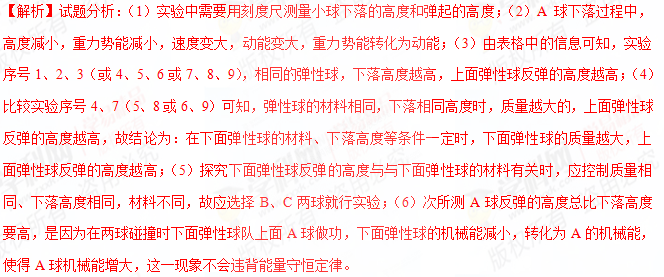 【解析】试题分析：（1）实验中需要用刻度尺测量小球下落的高度和弹起的高度；（2）A 球下落过程中，
高度减小，重力势能减小，速度变大，动能变大，重力势能转化为动能；（3）由表格中的信息可知，实验
序号 1、2、3（或 4、5、6 或 7、8、9），相同的弹性球，下落高度越高，上面弹性球反弹的高度越高；（4）
比较实验序号 4、7（5、8 或 6、9）可知，弹性球的材料相同，下落相同高度时，质量越大的，上面弹性球
反弹的高度越高，故结论为：在下面弹性球的材料、下落高度等条件一定时，下面弹性球的质量越大，上
面弹性球反弹的高度越高；（5）探究下面弹性球反弹的高度与与下面弹性球的材料有关时，应控制质量相
同、下落高度相同，材料不同，故应选择 B、C 两球就行实验；（6）次所测 A 球反弹的高度总比下落高度
要高，是因为在两球碰撞时下面弹性球队上面 A 球做功，下面弹性球的机械能减小，转化为 A 的机械能，
使得 A 球机械能增大，这一现象不会违背能量守恒定律。